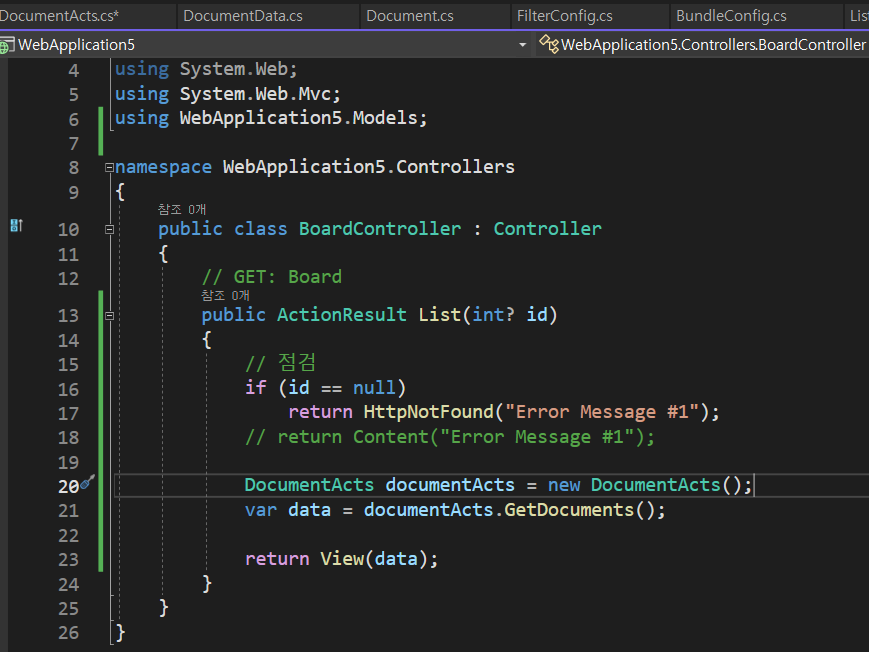 DocumentActs.cs* DocumentData.cs Document.cs FilterConfig.cs BundleConfig.cs
WebApplication5 WebApplication5.Controllers.BoardController
4 using System.Web;
5 using System.Web.Mvc;
6 using WebApplication5.Models;
7
8 namespace WebApplication5.Controllers
9 {
참조 0개
10 public class BoardController : Controller
11 {
12 // GET: Board
참조 0개
13 public ActionResult List(int? id)
14 {
15 // 점검
16 if (id == null)
17 return HttpNotFound("Error Message #1");
18 // return Content("Error Message #1");
19
20 DocumentActs documentActs = new DocumentActs();
21 var data = documentActs.GetDocuments();
22
23 return View(data);
24 }
25 }
26 }